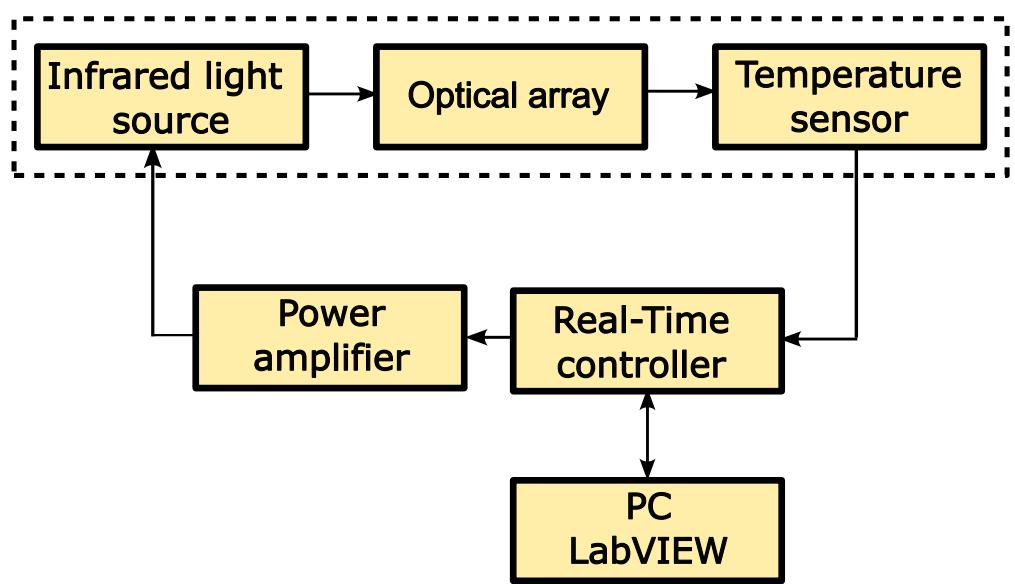 Infrared light
source
Optical array
Temperature
sensor
Power
amplifier
Real-Time
controller
PC
LabVIEW